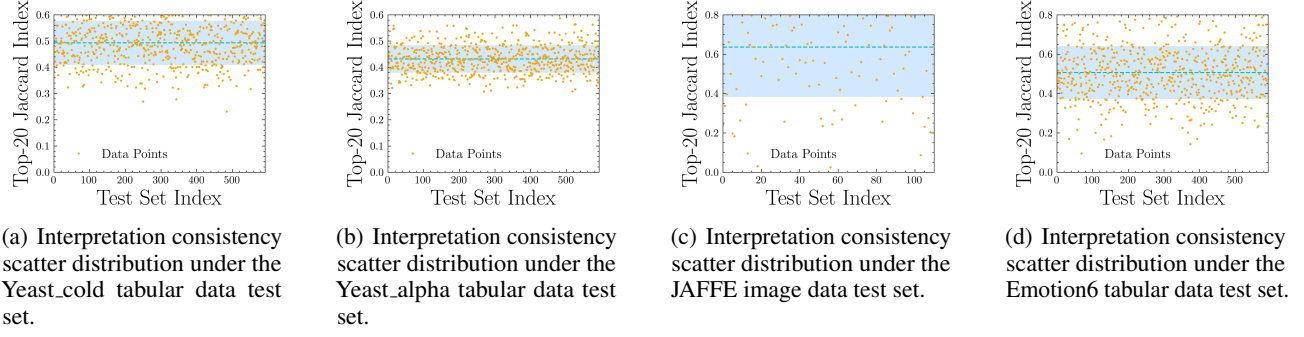 Top-20 Jaccard Index
0.6
0.5
0.4
0.3
0.2
0.1
0.0
Data Points
100 200 300 400 500
Test Set Index
(a) Interpretation consistency
scatter distribution under the
Yeast_cold tabular data test
set.
Top-20 Jaccard Index
0.6
0.5
0.4
0.3
0.2
0.1
0.0
Data Points
100 200 300 400 500
Test Set Index
(b) Interpretation consistency
scatter distribution under the
Yeast_alpha tabular data test
set.
Top-20 Jaccard Index
0.8
0.6
0.4
0.2
0.0
Data Points
0 20 40 60 80 100
Test Set Index
(c) Interpretation consistency
scatter distribution under the
JAFFE image data test set.
Top-20 Jaccard Index
0.8
0.6
0.4
0.2
0.0
Data Points
0 100 200 300 400 500
Test Set Index
(d) Interpretation consistency
scatter distribution under the
Emotion6 tabular data test set.